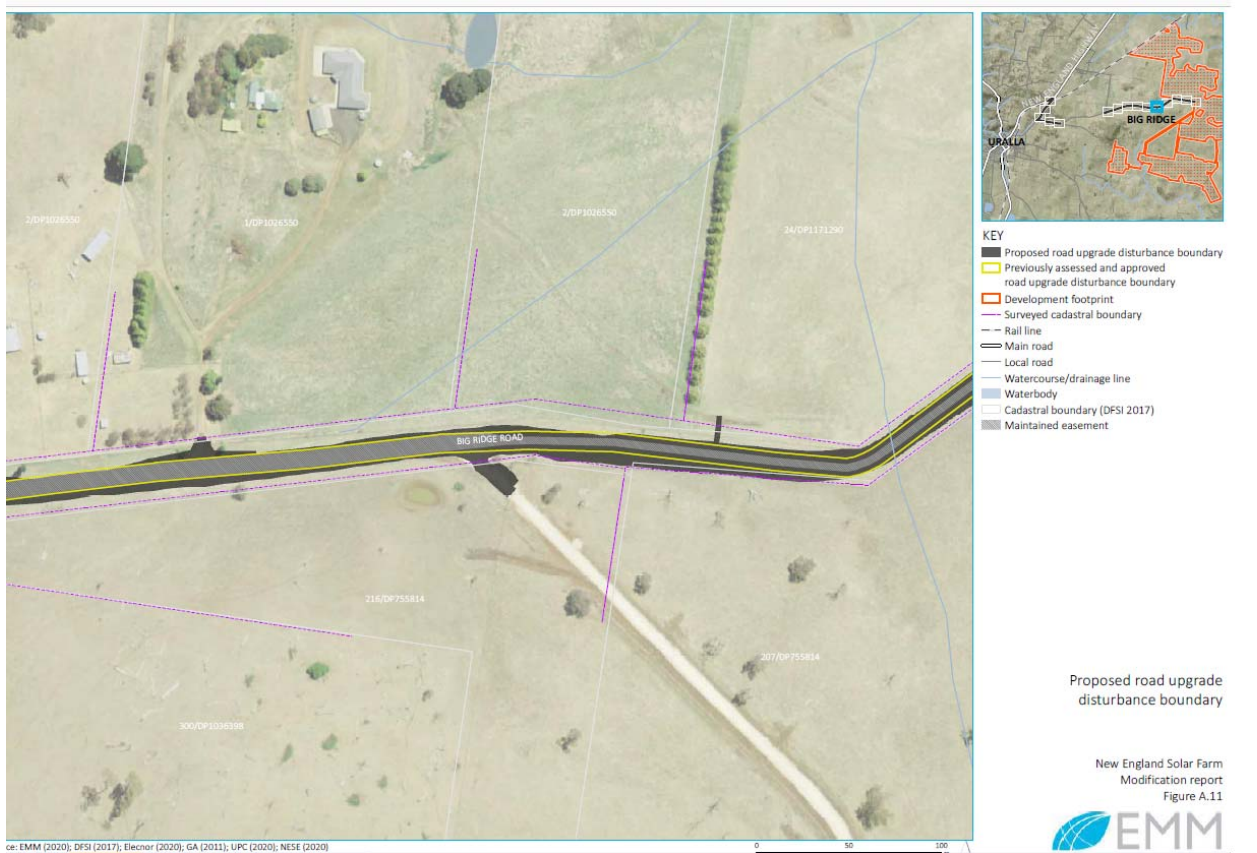 2/DP1026550
1/DP1026550
2/DP1026550
24/DP1171290
BIG RIDGE ROAD
216/DP755814
207/DP755814
300/DP1036398
BIG RIDGE
URALLA
KEY
Proposed road upgrade disturbance boundary
Previously assessed and approved
road upgrade disturbance boundary
Development footprint
Surveyed cadastral boundary
Rail line
Main road
Local road
Watercourse/drainage line
Waterbody
Cadastral boundary (DFSI 2017)
Maintained easement
Proposed road upgrade
disturbance boundary
New England Solar Farm
Modification report
Figure A.11
EMM
ce: EMM (2020); DFSI (2017); Elecnor (2020); GA (2011); UPC (2020); NESE (2020)
0 50 100